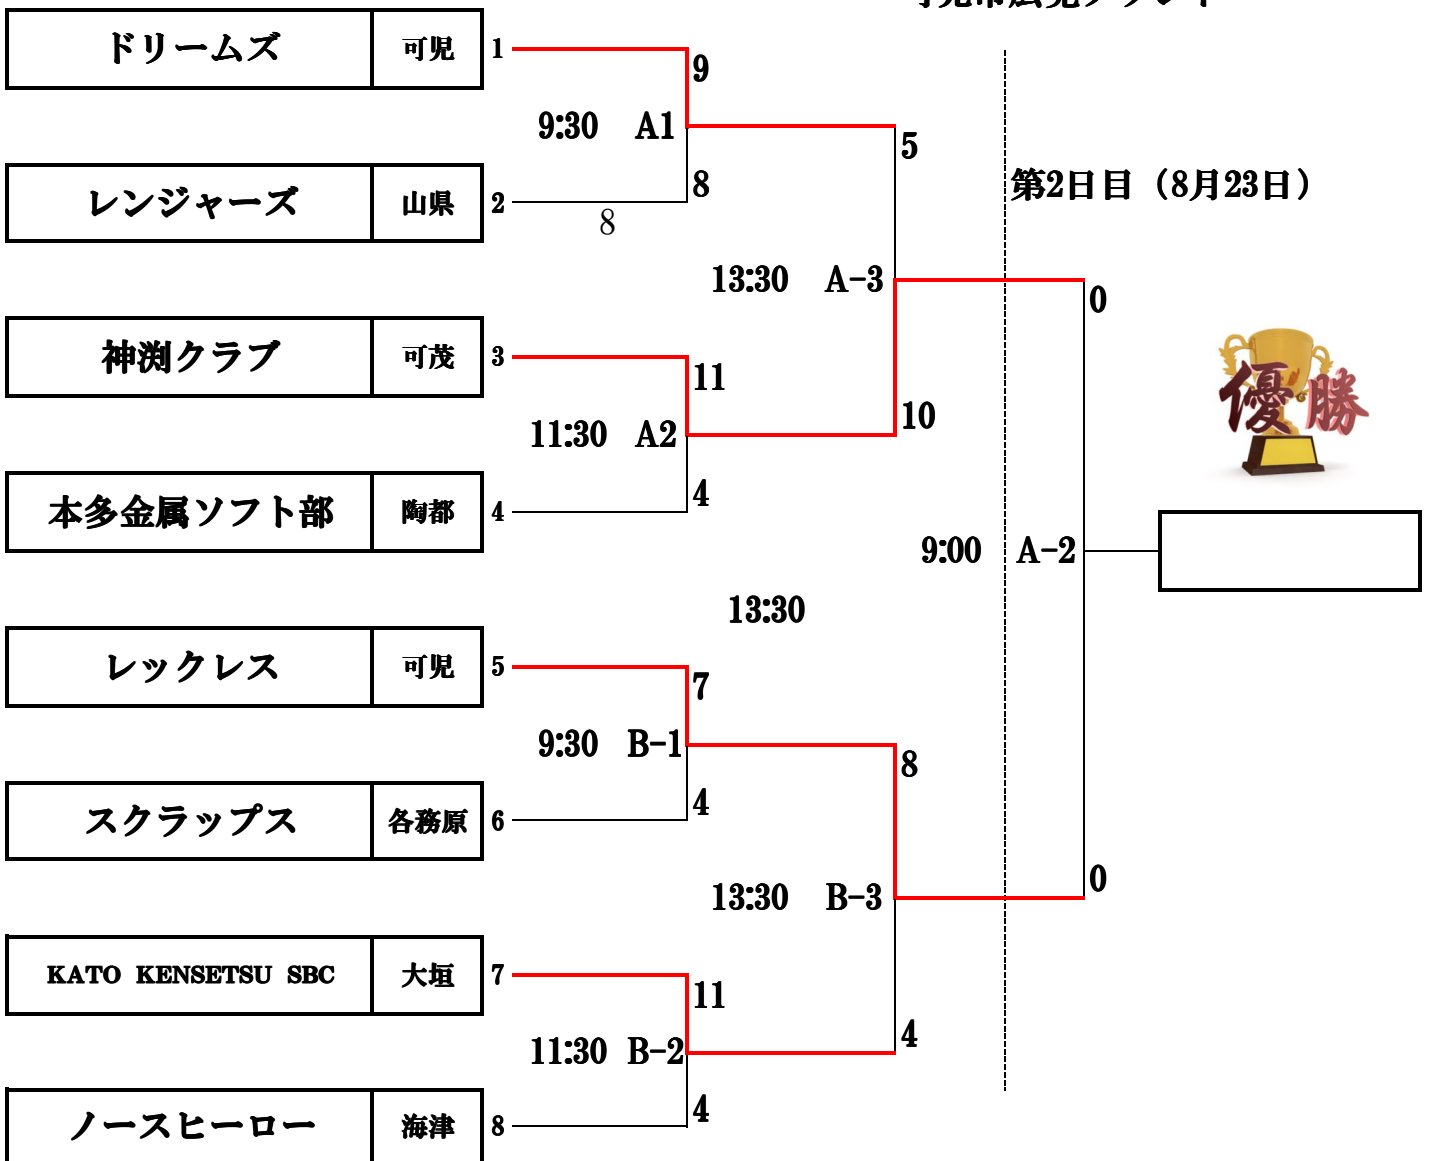 ドリームズ 可児 1
9
9:30 A1
5
レンジャーズ 山県 2
8
8
第2日目（8月23日）
13:30 A-3
0
神渕クラブ 可茂 3
11
10
11:30 A2
優勝
本多金属ソフト部 陶都 4
4
9:00 A-2
13:30
レックレス 可児 5
7
9:30 B-1
8
スクラップス 各務原 6
4
13:30 B-3
0
KATO KENSETSU SBC 大垣 7
11
4
11:30 B-2
ノースヒーロー 海津 8
4